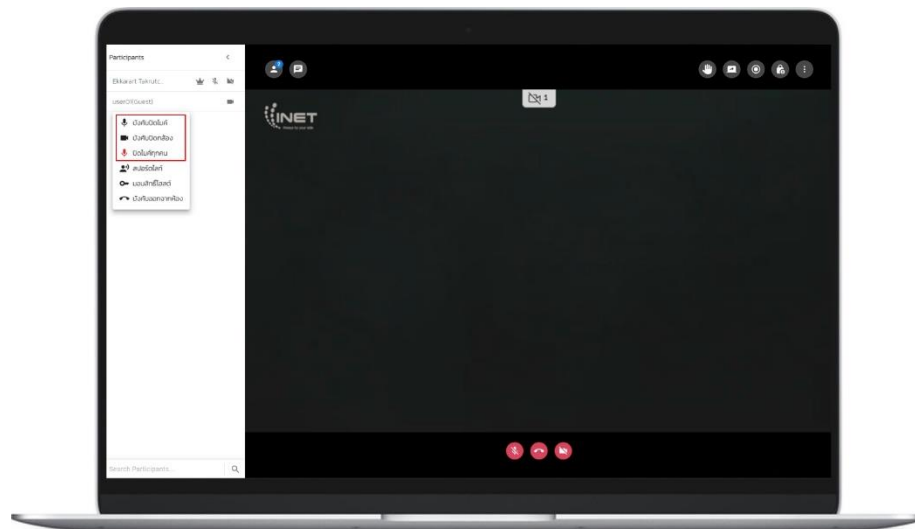 Participants
Ekkarart Takrutc...
user01(Guest)
บังคับปิดไมค์
บังคับปิดกล้อง
ปิดไมค์ทุกคน
สปอร์ตไลท์
มอบสิทธิ์โฮสต์
บังคับออกจากห้อง
2
1
INET
Search Participants...